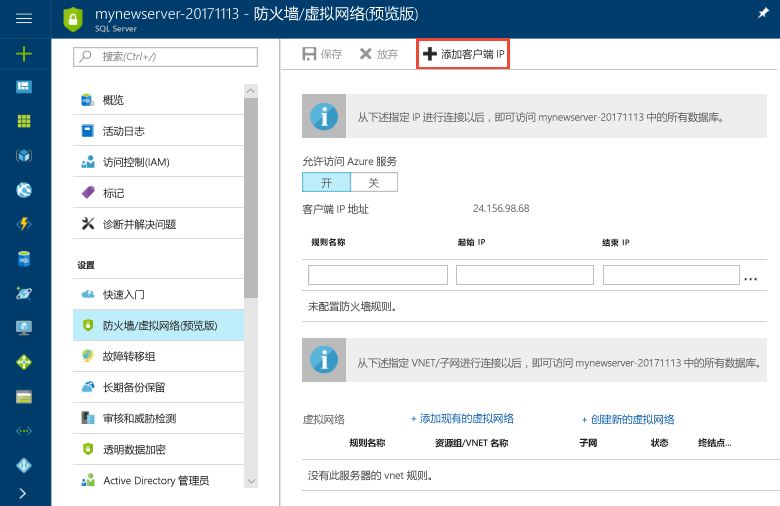 mynewserver-20171113 - 防火墙/虚拟网络(预览版)
SQL Server
搜索(Ctrl+/)
概览
活动日志
访问控制(IAM)
标记
诊断并解决问题
设置
快速入门
防火墙/虚拟网络(预览版)
故障转移组
长期备份保留
审核和威胁检测
透明数据加密
Active Directory 管理员
保存 放弃 添加客户端 IP
从下述指定 IP 进行连接以后，即可访问 mynewserver-20171113 中的所有数据库。
允许访问 Azure 服务
开 关
客户端 IP 地址 24.156.98.68
规则名称 起始 IP 结束 IP
...
未配置防火墙规则。
从下述指定 VNET/子网进行连接以后，即可访问 mynewserver-20171113 中的所有数据库。
虚拟网络 + 添加现有的虚拟网络 + 创建新的虚拟网络
规则名称 资源组/VNET 名称 子网 状态 终结点...
没有此服务器的 vnet 规则。